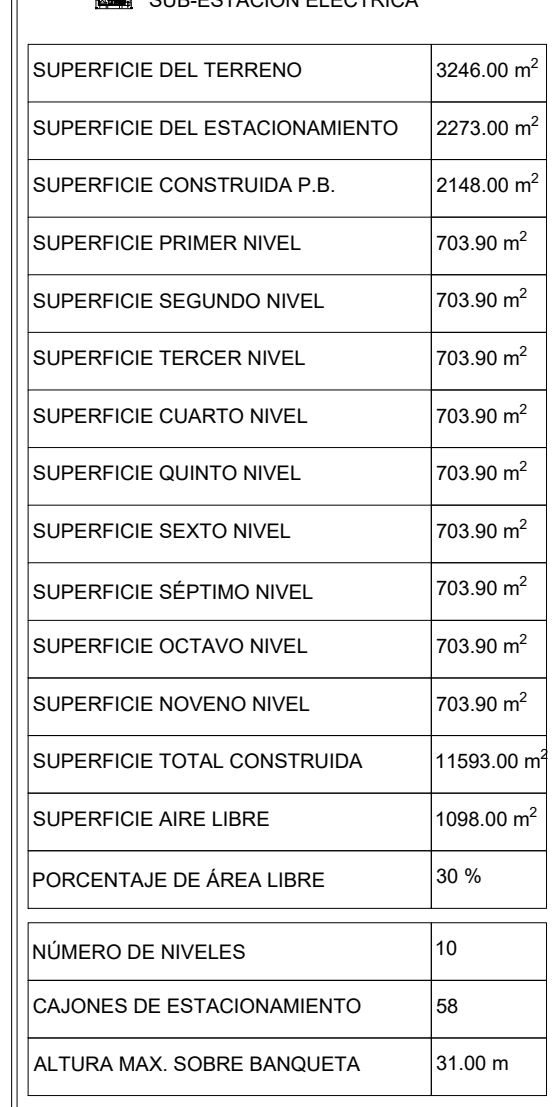 SUB-ESTACIÓN ELÉCTRICA
SUPERFICIE DEL TERRENO 3246.00 m²
SUPERFICIE DEL ESTACIONAMIENTO 2273.00 m²
SUPERFICIE CONSTRUIDA P.B. 2148.00 m²
SUPERFICIE PRIMER NIVEL 703.90 m²
SUPERFICIE SEGUNDO NIVEL 703.90 m²
SUPERFICIE TERCER NIVEL 703.90 m²
SUPERFICIE CUARTO NIVEL 703.90 m²
SUPERFICIE QUINTO NIVEL 703.90 m²
SUPERFICIE SEXTO NIVEL 703.90 m²
SUPERFICIE SÉPTIMO NIVEL 703.90 m²
SUPERFICIE OCTAVO NIVEL 703.90 m²
SUPERFICIE NOVENO NIVEL 703.90 m²
SUPERFICIE TOTAL CONSTRUIDA 11593.00 m²
SUPERFICIE AIRE LIBRE 1098.00 m²
PORCENTAJE DE ÁREA LIBRE 30 %
NÚMERO DE NIVELES 10
CAJONES DE ESTACIONAMIENTO 58
ALTURA MAX. SOBRE BANQUETA 31.00 m